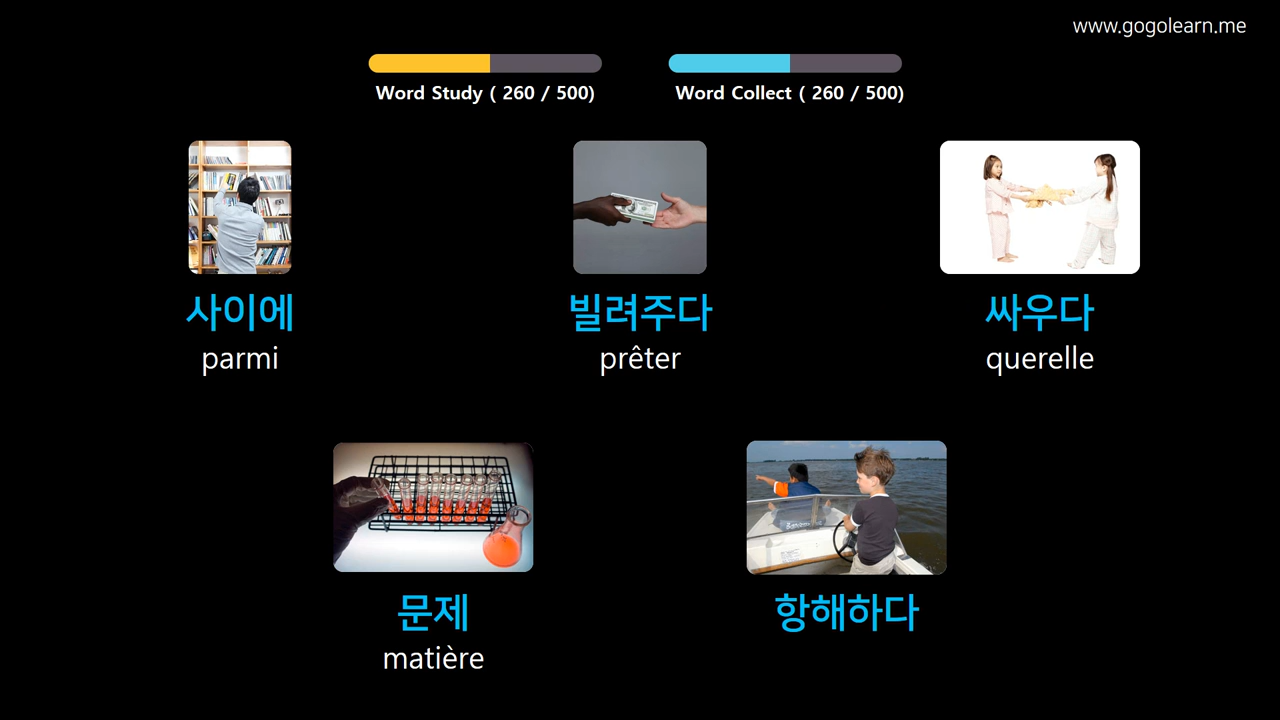 www.gogolearn.me
Word Study ( 260 / 500)
Word Collect ( 260 / 500)
사이에
parmi
빌려주다
prêter
싸우다
querelle
문제
matière
항해하다